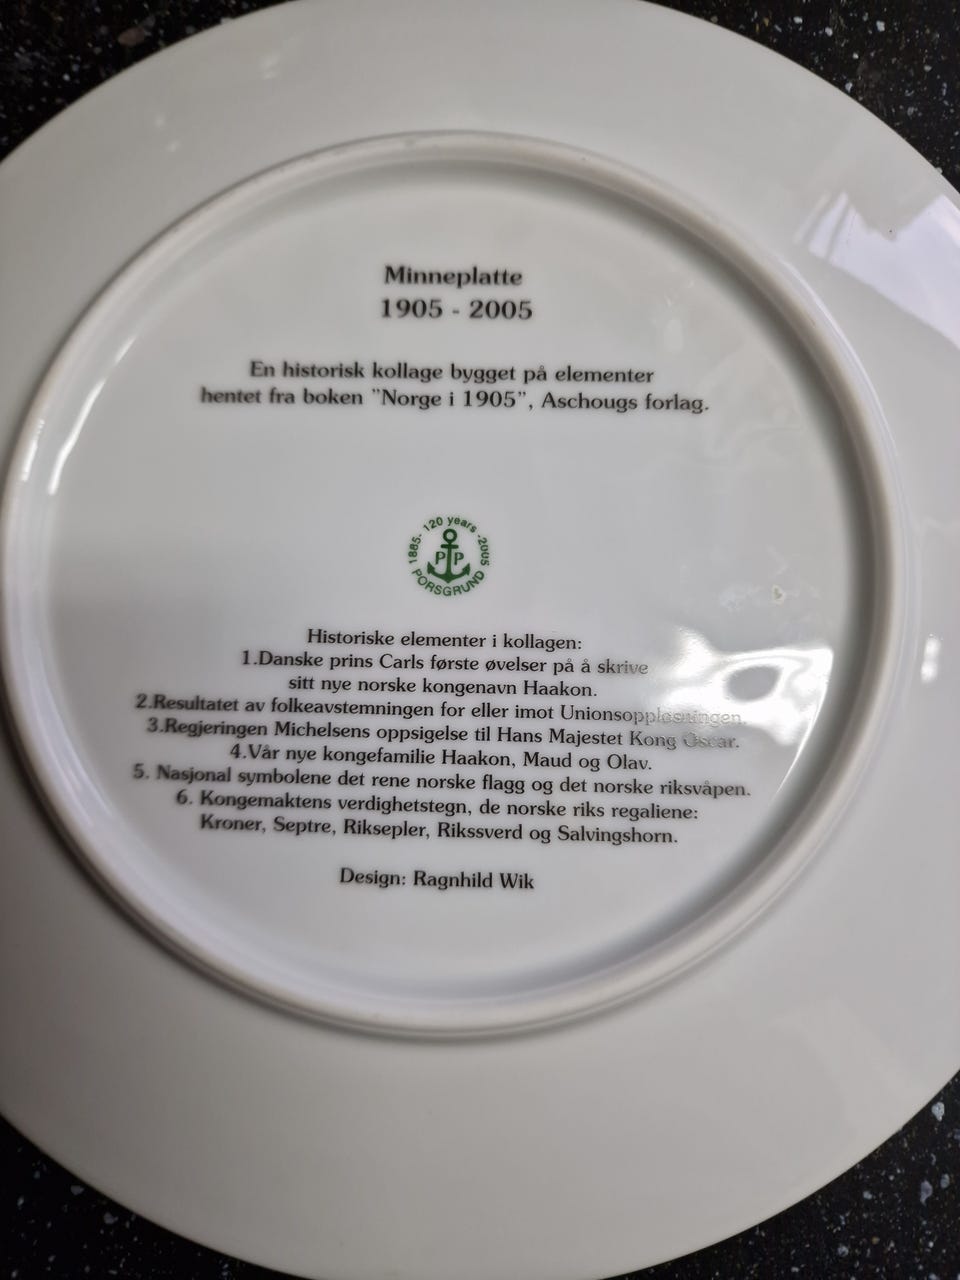 Minneplatte
1905 - 2005
En historisk kollage bygget på elementer
hentet fra boken "Norge i 1905", Aschougs forlag.
1885- 120 years -2005
P P
PORSGRUND
Historiske elementer i kollagen:
1.Danske prins Carls første øvelser på å skrive
sitt nye norske kongenavn Haakon.
2.Resultatet av folkeavstemningen for eller imot Unionsoppløsningen.
3.Regjeringen Michelsens oppsigelse til Hans Majestet Kong Oscar.
4.Vår nye kongefamilie Haakon, Maud og Olav.
5. Nasjonal symbolene det rene norske flagg og det norske riksvåpen.
6. Kongemaktens verdighetstegn, de norske riks regaliene:
Kroner, Septre, Riksepler, Rikssverd og Salvingshorn.
Design: Ragnhild Wik